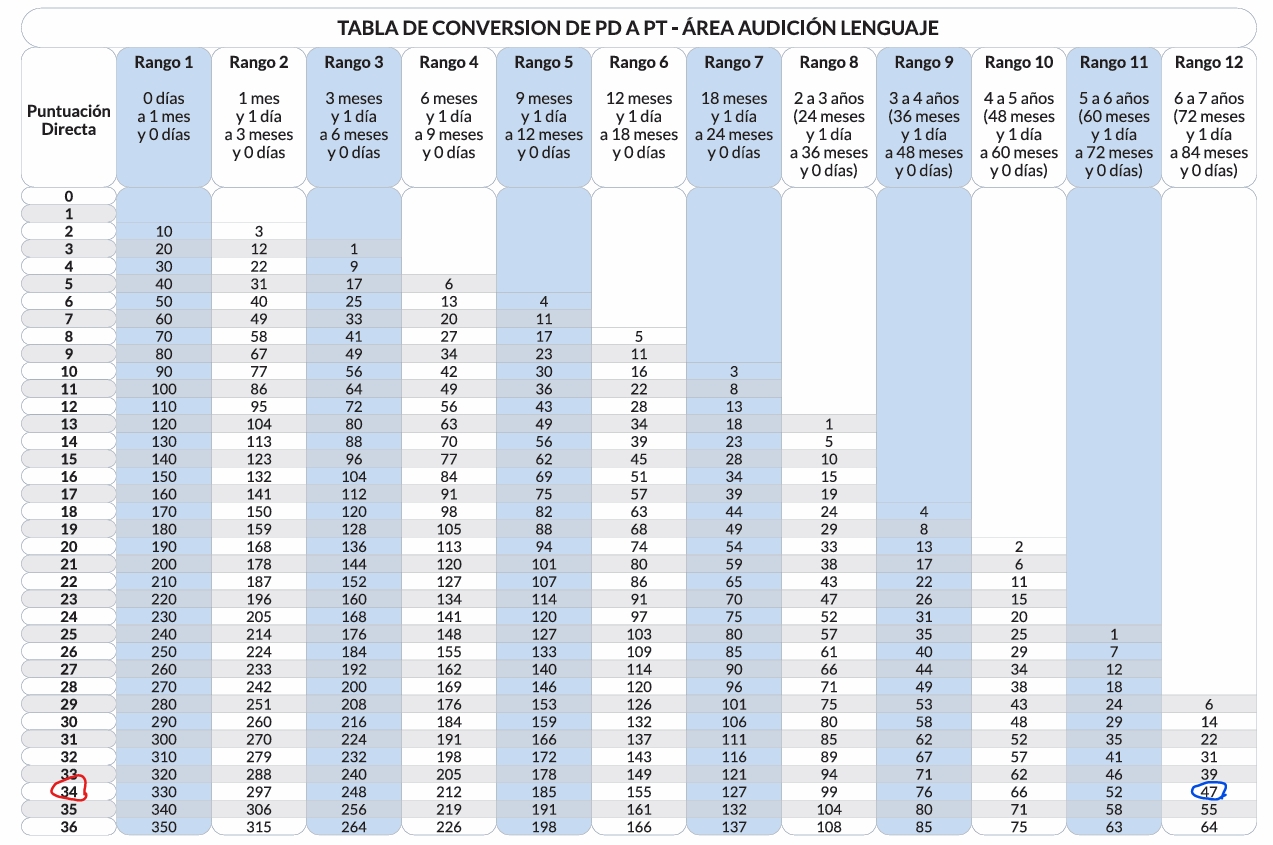 TABLA DE CONVERSION DE PD A PT - ÁREA AUDICIÓN LENGUAJE
Puntuación Directa Rango 1 Rango 2 Rango 3 Rango 4 Rango 5 Rango 6 Rango 7 Rango 8 Rango 9 Rango 10 Rango 11 Rango 12
0 días 1 mes 3 meses 6 meses 9 meses 12 meses 18 meses 2 a 3 años 3 a 4 años 4 a 5 años 5 a 6 años 6 a 7 años
a 1 mes y 1 día y 1 día y 1 día y 1 día y 1 día y 1 día (24 meses (36 meses (48 meses (60 meses (72 meses
y 0 días a 3 meses a 6 meses a 9 meses a 12 meses a 18 meses a 24 meses y 1 día y 1 día y 1 día y 1 día y 1 día
y 0 días y 0 días y 0 días y 0 días y 0 días y 0 días a 36 meses a 48 meses a 60 meses a 72 meses a 84 meses
y 0 días) y 0 días) y 0 días) y 0 días) y 0 días)
0
1
2 10 3
3 20 12 1
4 30 22 9
5 40 31 17 6
6 50 40 25 13 4
7 60 49 33 20 11
8 70 58 41 27 17 5
9 80 67 49 34 23 11
10 90 77 56 42 30 16 3
11 100 86 64 49 36 22 8
12 110 95 72 56 43 28 13
13 120 104 80 63 49 34 18 1
14 130 113 88 70 56 39 23 5
15 140 123 96 77 62 45 28 10
16 150 132 104 84 69 51 34 15
17 160 141 112 91 75 57 39 19
18 170 150 120 98 82 63 44 24 4
19 180 159 128 105 88 68 49 29 8
20 190 168 136 113 94 74 54 33 13 2
21 200 178 144 120 101 80 59 38 17 6
22 210 187 152 127 107 86 65 43 22 11
23 220 196 160 134 114 91 70 47 26 15
24 230 205 168 141 120 97 75 52 31 20
25 240 214 176 148 127 103 80 57 35 25 1
26 250 224 184 155 133 109 85 61 40 29 7
27 260 233 192 162 140 114 90 66 44 34 12
28 270 242 200 169 146 120 96 71 49 38 18
29 280 251 208 176 153 126 101 75 53 43 24 6
30 290 260 216 184 159 132 106 80 58 48 29 14
31 300 270 224 191 166 137 111 85 62 52 35 22
32 310 279 232 198 172 143 116 89 67 57 41 31
33 320 288 240 205 178 149 121 94 71 62 46 39
34 330 297 248 212 185 155 127 99 76 66 52 47
35 340 306 256 219 191 161 132 104 80 71 58 55
36 350 315 264 226 198 166 137 108 85 75 63 64